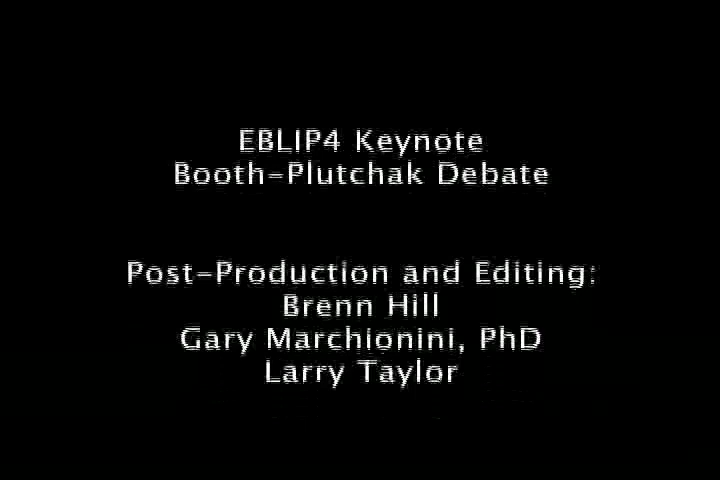 EBLIP4 Keynote
Booth-Plutchak Debate
Post-Production and Editing:
Brenn Hill
Gary Marchionini, PhD
Larry Taylor